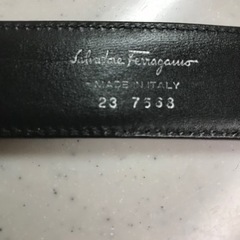 Salvatore Ferragamo
MADE IN ITALY
23 7563